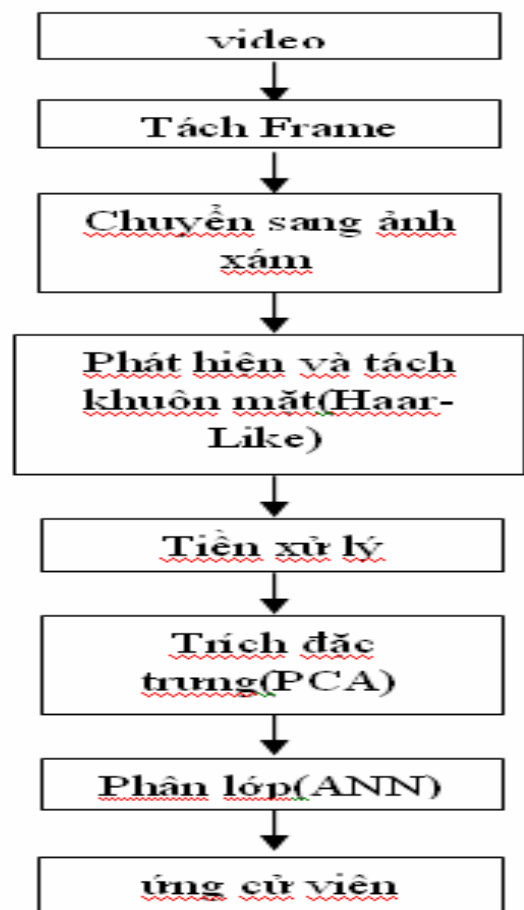 video
Tách Frame
Chuyển sang ảnh
xám
Phát hiện và tách
khuôn mặt(Haar-
Like)
Tiền xử lý
Trích đặc
trưng(PCA)
Phân lớp(ANN)
ứng cử viên